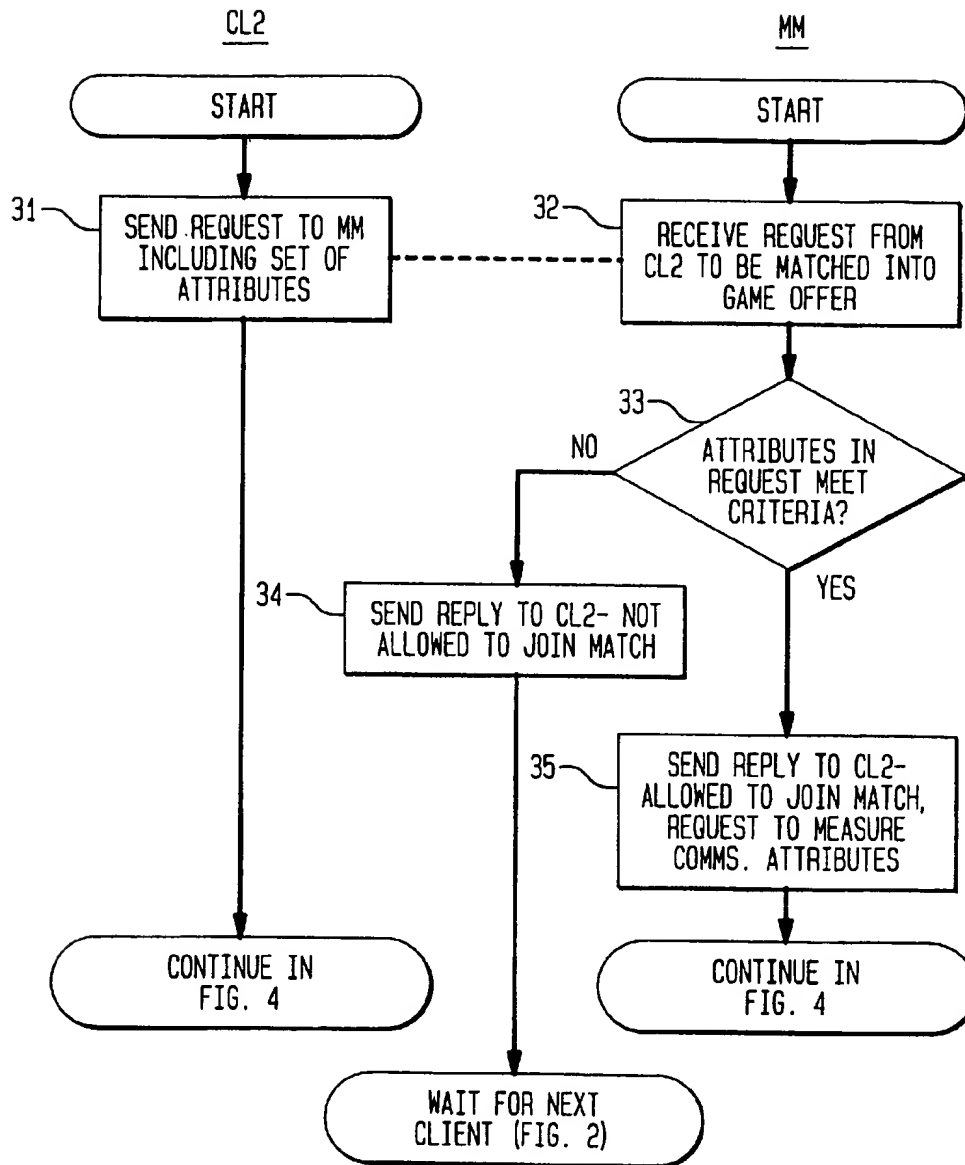 CL2
MM
START
START
31
SEND REQUEST TO MM
INCLUDING SET OF
ATTRIBUTES
32
RECEIVE REQUEST FROM
CL2 TO BE MATCHED INTO
GAME OFFER
33
NO
ATTRIBUTES IN
REQUEST MEET
CRITERIA?
YES
34
SEND REPLY TO CL2- NOT
ALLOWED TO JOIN MATCH
35
SEND REPLY TO CL2-
ALLOWED TO JOIN MATCH,
REQUEST TO MEASURE
COMMS. ATTRIBUTES
CONTINUE IN
FIG. 4
CONTINUE IN
FIG. 4
WAIT FOR NEXT
CLIENT (FIG. 2)